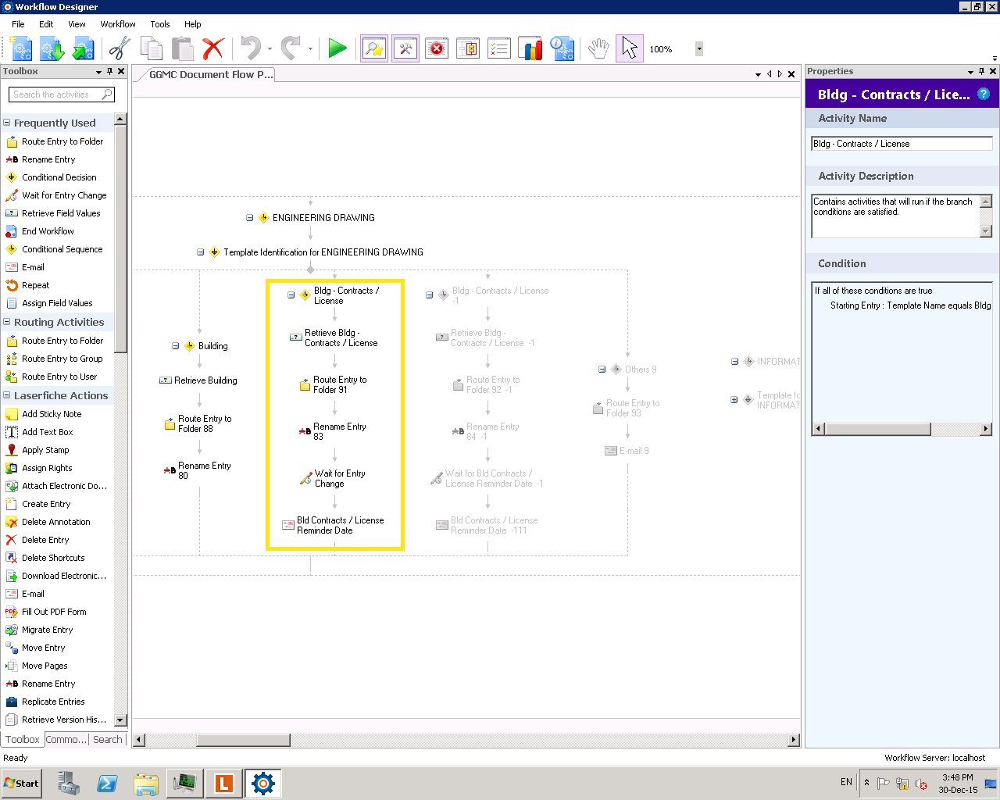 Workflow Designer
File Edit View Workflow Tools Help
100%
Toolbox
Search the activities
Frequently Used
Route Entry to Folder
Rename Entry
Conditional Decision
Wait for Entry Change
Retrieve Field Values
End Workflow
Conditional Sequence
E-mail
Repeat
Assign Field Values
Routing Activities
Route Entry to Folder
Route Entry to Group
Route Entry to User
Laserfiche Actions
Add Sticky Note
Add Text Box
Apply Stamp
Assign Rights
Attach Electronic Do...
Create Entry
Delete Annotation
Delete Entry
Delete Shortcuts
Download Electronic...
E-mail
Fill Out PDF Form
Migrate Entry
Move Entry
Move Pages
Rename Entry
Replicate Entries
Retrieve Version His...
Toolbox Commo... Search
GGMC Document Flow P...
ENGINEERING DRAWING
Template Identification for ENGINEERING DRAWING
Building
Retrieve Building
Route Entry to
Folder 88
Rename Entry
80
Bldg - Contracts /
License
Retrieve Bldg -
Contracts / License
Route Entry to
Folder 91
Rename Entry
83
Wait for Entry
Change
Bld Contracts / License
Reminder Date
Bldg - Contracts / License
-1
Retrieve Bldg -
Contracts / License -1
Route Entry to
Folder 92 -1
Rename Entry
84 -1
Wait for Bld Contracts /
License Reminder Date -1
Bld Contracts / License
Reminder Date -111
Others 9
Route Entry to
Folder 93
E-mail 9
INFORMAT
Template Ic
INFORMAT
Properties
Bldg - Contracts / Lice...
Activity Name
Bldg - Contracts / License
Activity Description
Contains activities that will run if the branch
conditions are satisfied.
Condition
If all of these conditions are true
Starting Entry : Template Name equals Bldg
Ready
Workflow Server: localhost
Start
EN
3:48 PM
30-Dec-15